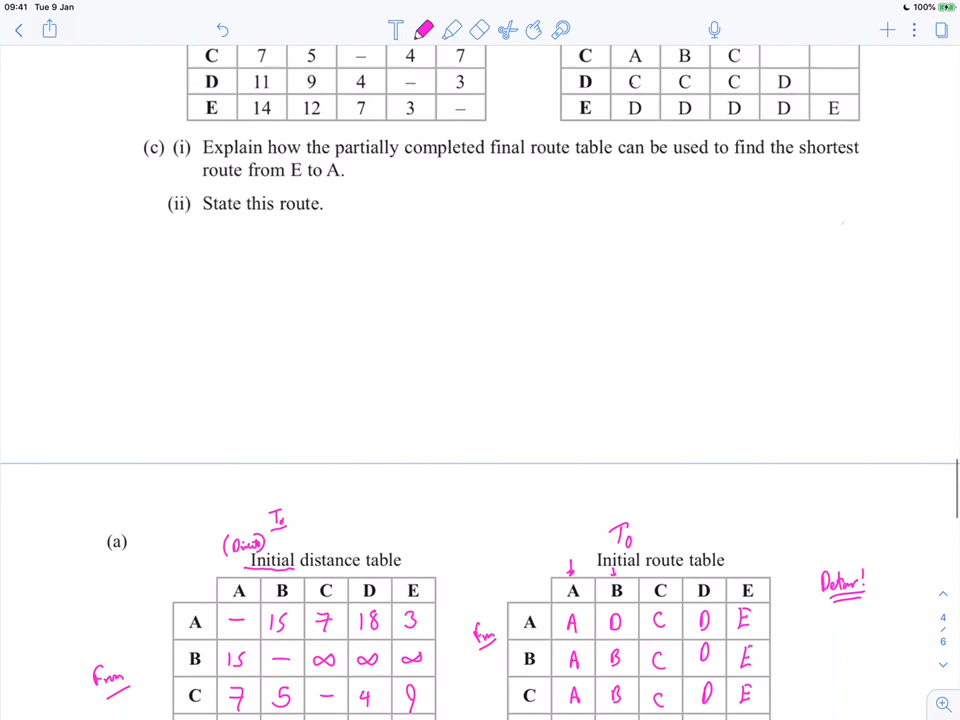 09:41 Tue 9 Jan 100%
T
C 7 5 – 4 7 C A B C
D 11 9 4 – 3 D C C C D
E 14 12 7 3 – E D D D D E
(c) (i) Explain how the partially completed final route table can be used to find the shortest
route from E to A.
(ii) State this route.
To
(a) (Direct) To
Initial distance table Initial route table
A B C D E A B C D E Detour!
A – 15 7 18 3 A A D C D E
From
B 15 – ∞ ∞ ∞ B A B C D E
From
C 7 5 – 4 9 C A B C D E
4
/
6